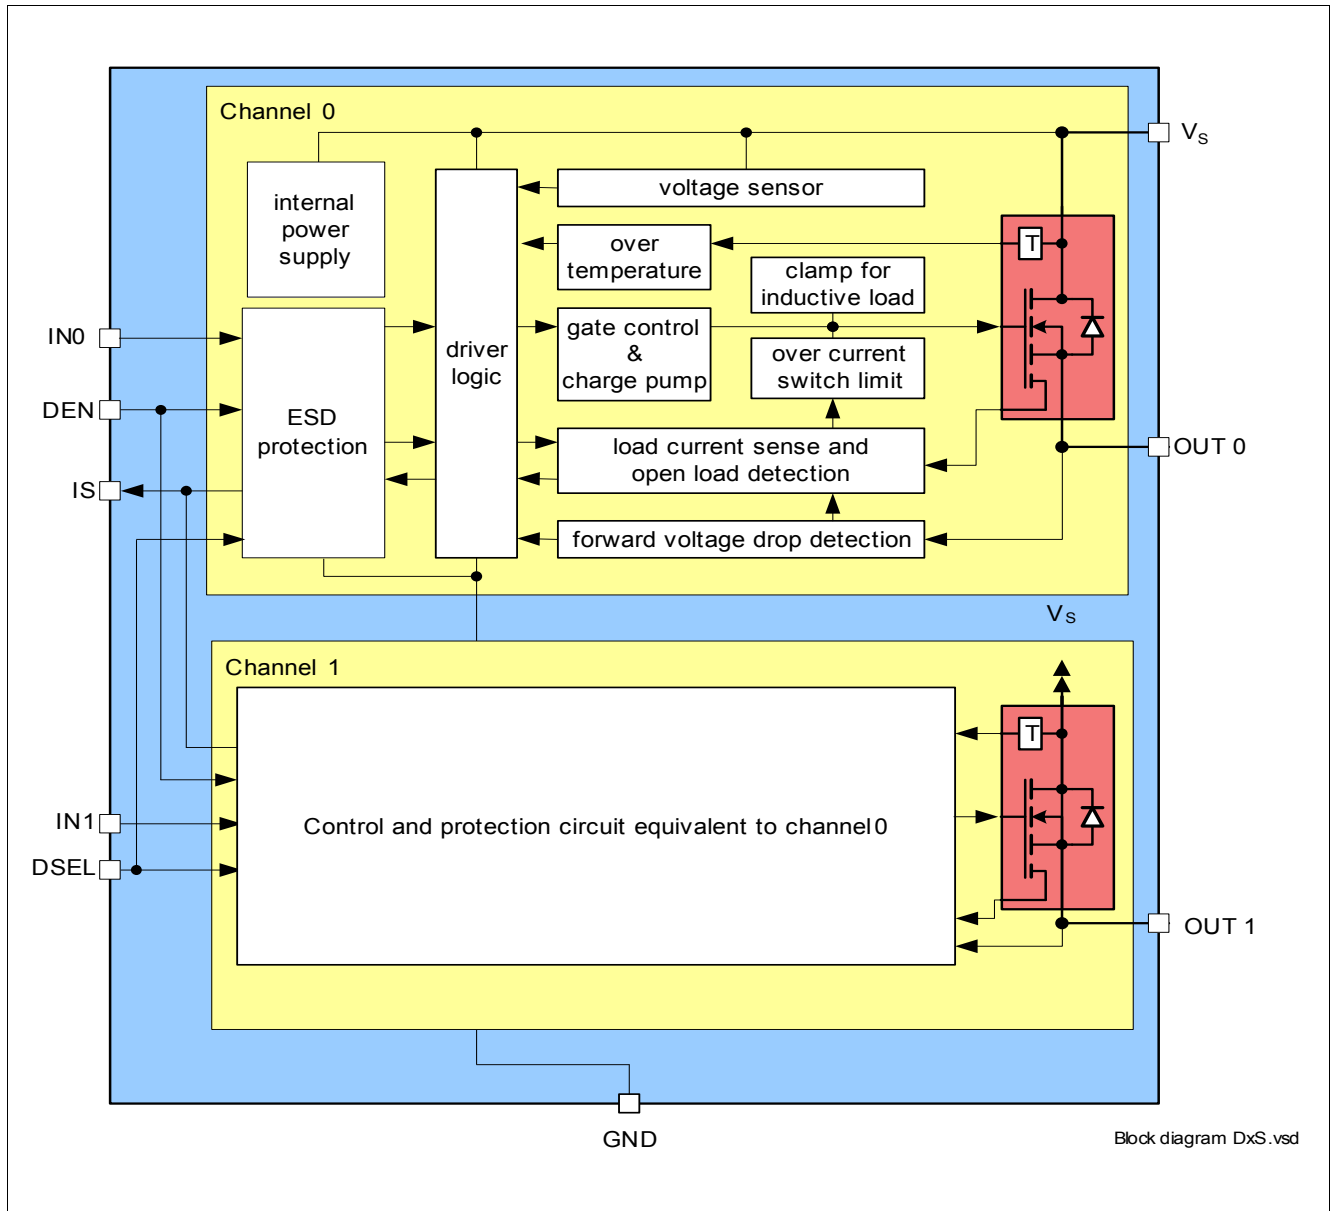 Channel 0
VS
internal
power
supply
voltage sensor
over
temperature
T
clamp for
inductive load
IN0
driver
logic
gate control
&
charge pump
over current
switch limit
DEN
ESD
protection
load current sense and
open load detection
OUT 0
IS
forward voltage drop detection
VS
Channel 1
T
IN1
Control and protection circuit equivalent to channel 0
DSEL
OUT 1
GND
Block diagram DxS.vsd